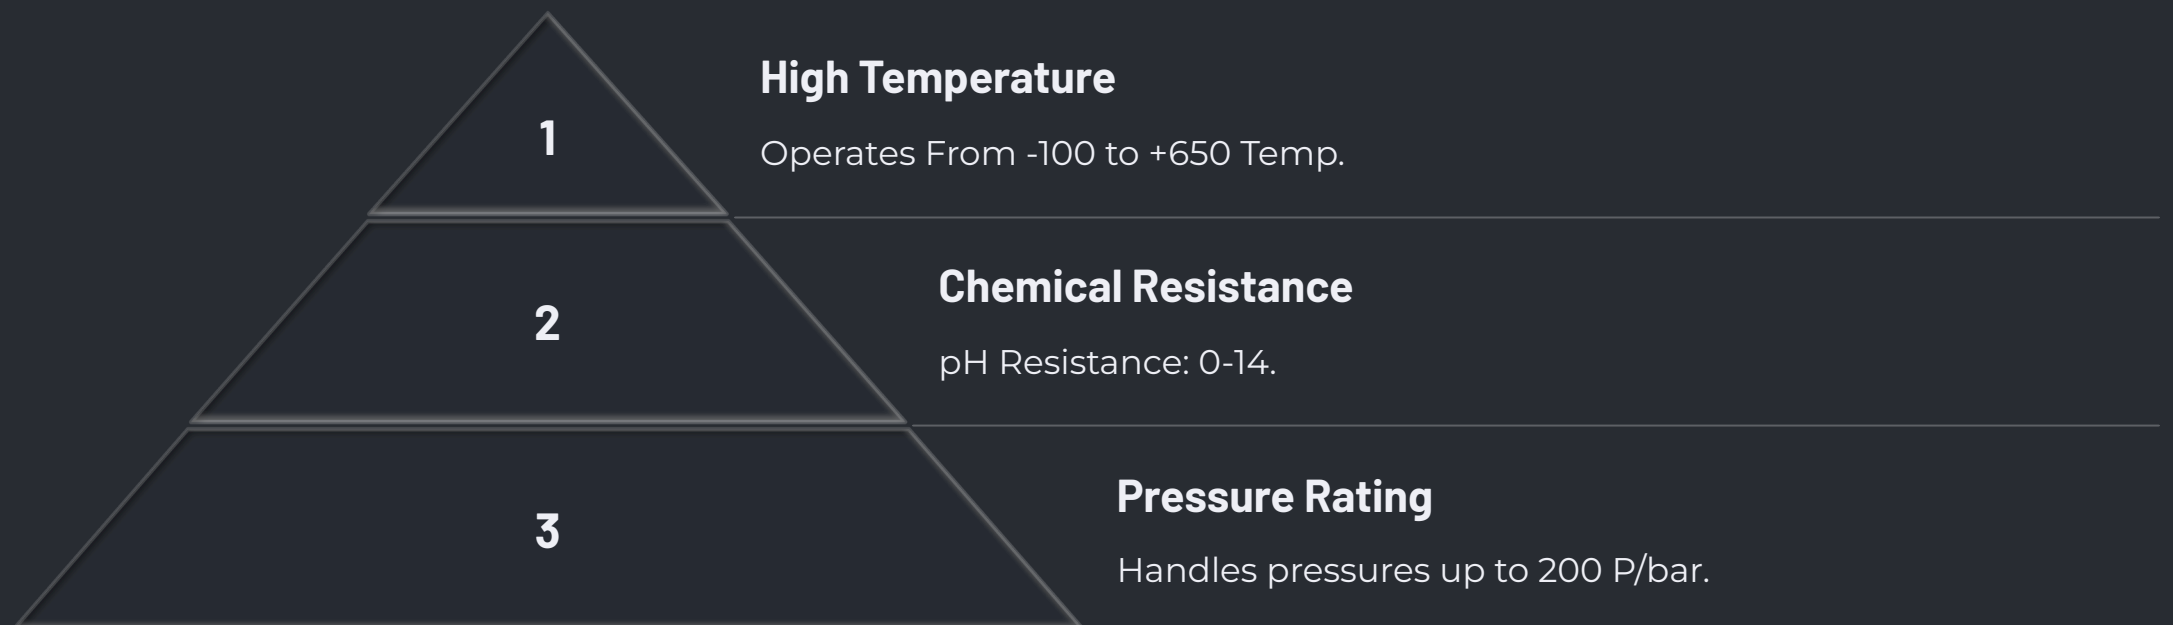 1
High Temperature
Operates From -100 to +650 Temp.
2
Chemical Resistance
pH Resistance: 0-14.
3
Pressure Rating
Handles pressures up to 200 P/bar.